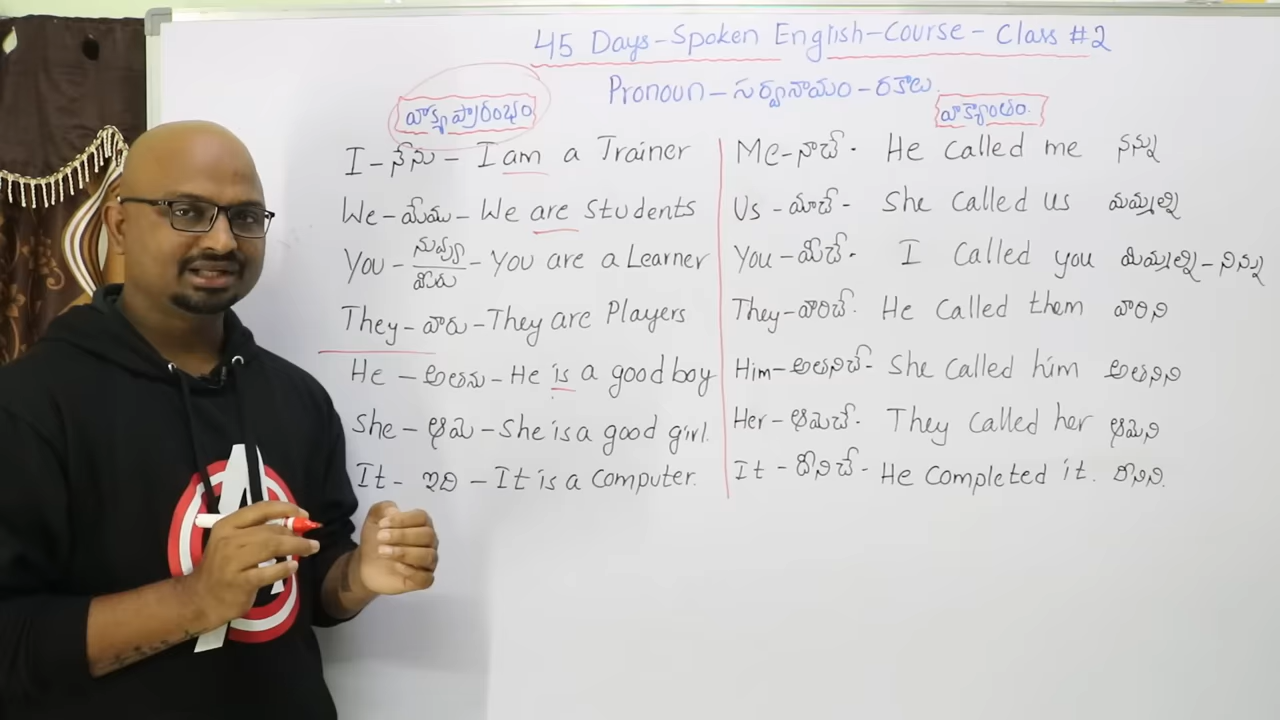 45 Days-Spoken English-Course - Class #2
Pronoun - సర్వనామం - రకాలు.
వాక్యప్రారంభం
వాక్యాంతం.
I - నేను - I am a Trainer
We - మేము - We are Students
You - నువ్వు/మీరు - You are a Learner
They - వారు - They are Players
He - అతను - He is a good boy
She - ఆమె - She is a good girl.
It - ఇది - It is a Computer.
Me - నాచే - He called me నన్ను
Us - మాచే - She called us మమ్మల్ని
You - మీచే - I called you మిమ్మల్ని - నిన్ను
They - వారిచే - He called them వారిని
Him - అతనిచే - She called him అతనిని
Her - ఆమెచే - They called her ఆమెని
It - దీనిచే - He Completed it. దీనిని.
A